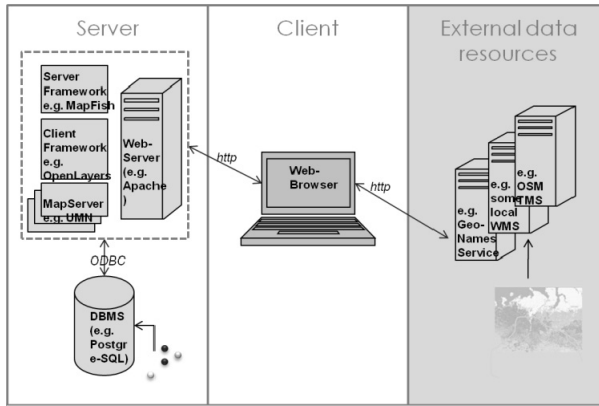 Server
Client
External data
resources
Server
Framework
e.g. MapFish
Client
Framework
e.g.
OpenLayers
MapServer
e.g. UMN
Web-
Server
(e.g.
Apache
)
http
Web-
Browser
http
e.g.
Geo-
Names
Service
e.g.
some
local
WMS
e.g.
OSM
TMS
ODBC
DBMS
(e.g.
Postgr
e-SQL)